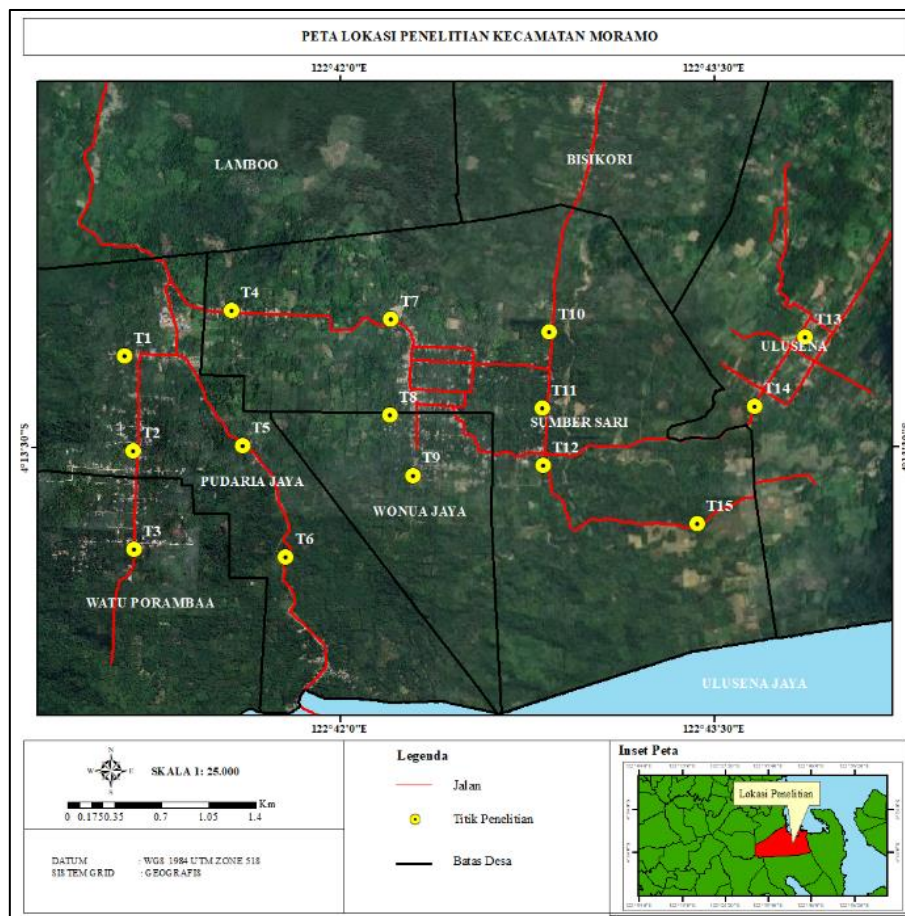 PETA LOKASI PENELITIAN KECAMATAN MORAMO
122°42'0"E 122°43'30"E
LAMBOO
BISIKORI
T4
T7
T10
T13
ULUSENA
T1
T14
T11
T8
SUMBER SARI
T2
T5
T12
4°13'30"S
PUDARIA JAYA
T9
WONUA JAYA
T15
T3
T6
WATU PORAMBAA
ULUSENA JAYA
122°42'0"E 122°43'30"E
N
W E
S
SKALA 1: 25.000
Km
0 0.1750.35 0.7 1.05 1.4
DATUM : WGS 1984 UTM ZONE 51S
SISTEM GRID : GEOGRAFIS
Legenda
Jalan
Titik Penelitian
Batas Desa
Inset Peta
Lokasi Penelitian